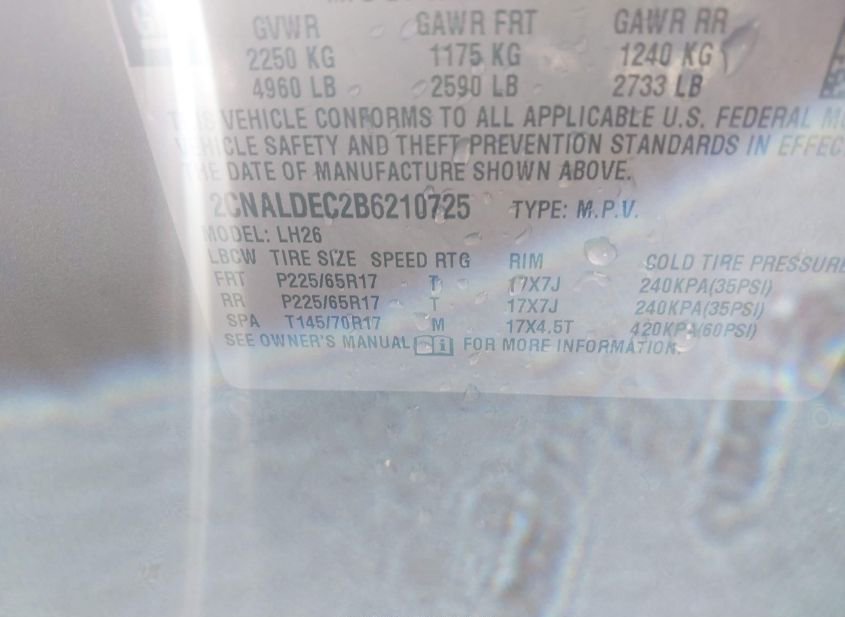 GVWR GAWR FRT GAWR RR
2250 KG 1175 KG 1240 KG
4960 LB 2590 LB 2733 LB
THIS VEHICLE CONFORMS TO ALL APPLICABLE U.S. FEDERAL
VEHICLE SAFETY AND THEFT PREVENTION STANDARDS IN EFFEC
THE DATE OF MANUFACTURE SHOWN ABOVE.
2CNALDEC2B6210725 TYPE: M.P.V.
MODEL: LH26
LBCW TIRE SIZE SPEED RTG RIM COLD TIRE PRESSURE
FRT P225/65R17 T 17X7J 240KPA(35PSI)
RR P225/65R17 T 17X7J 240KPA(35PSI)
SPA T145/70R17 M 17X4.5T 420KPA(60PSI)
SEE OWNER'S MANUAL FOR MORE INFORMATION.